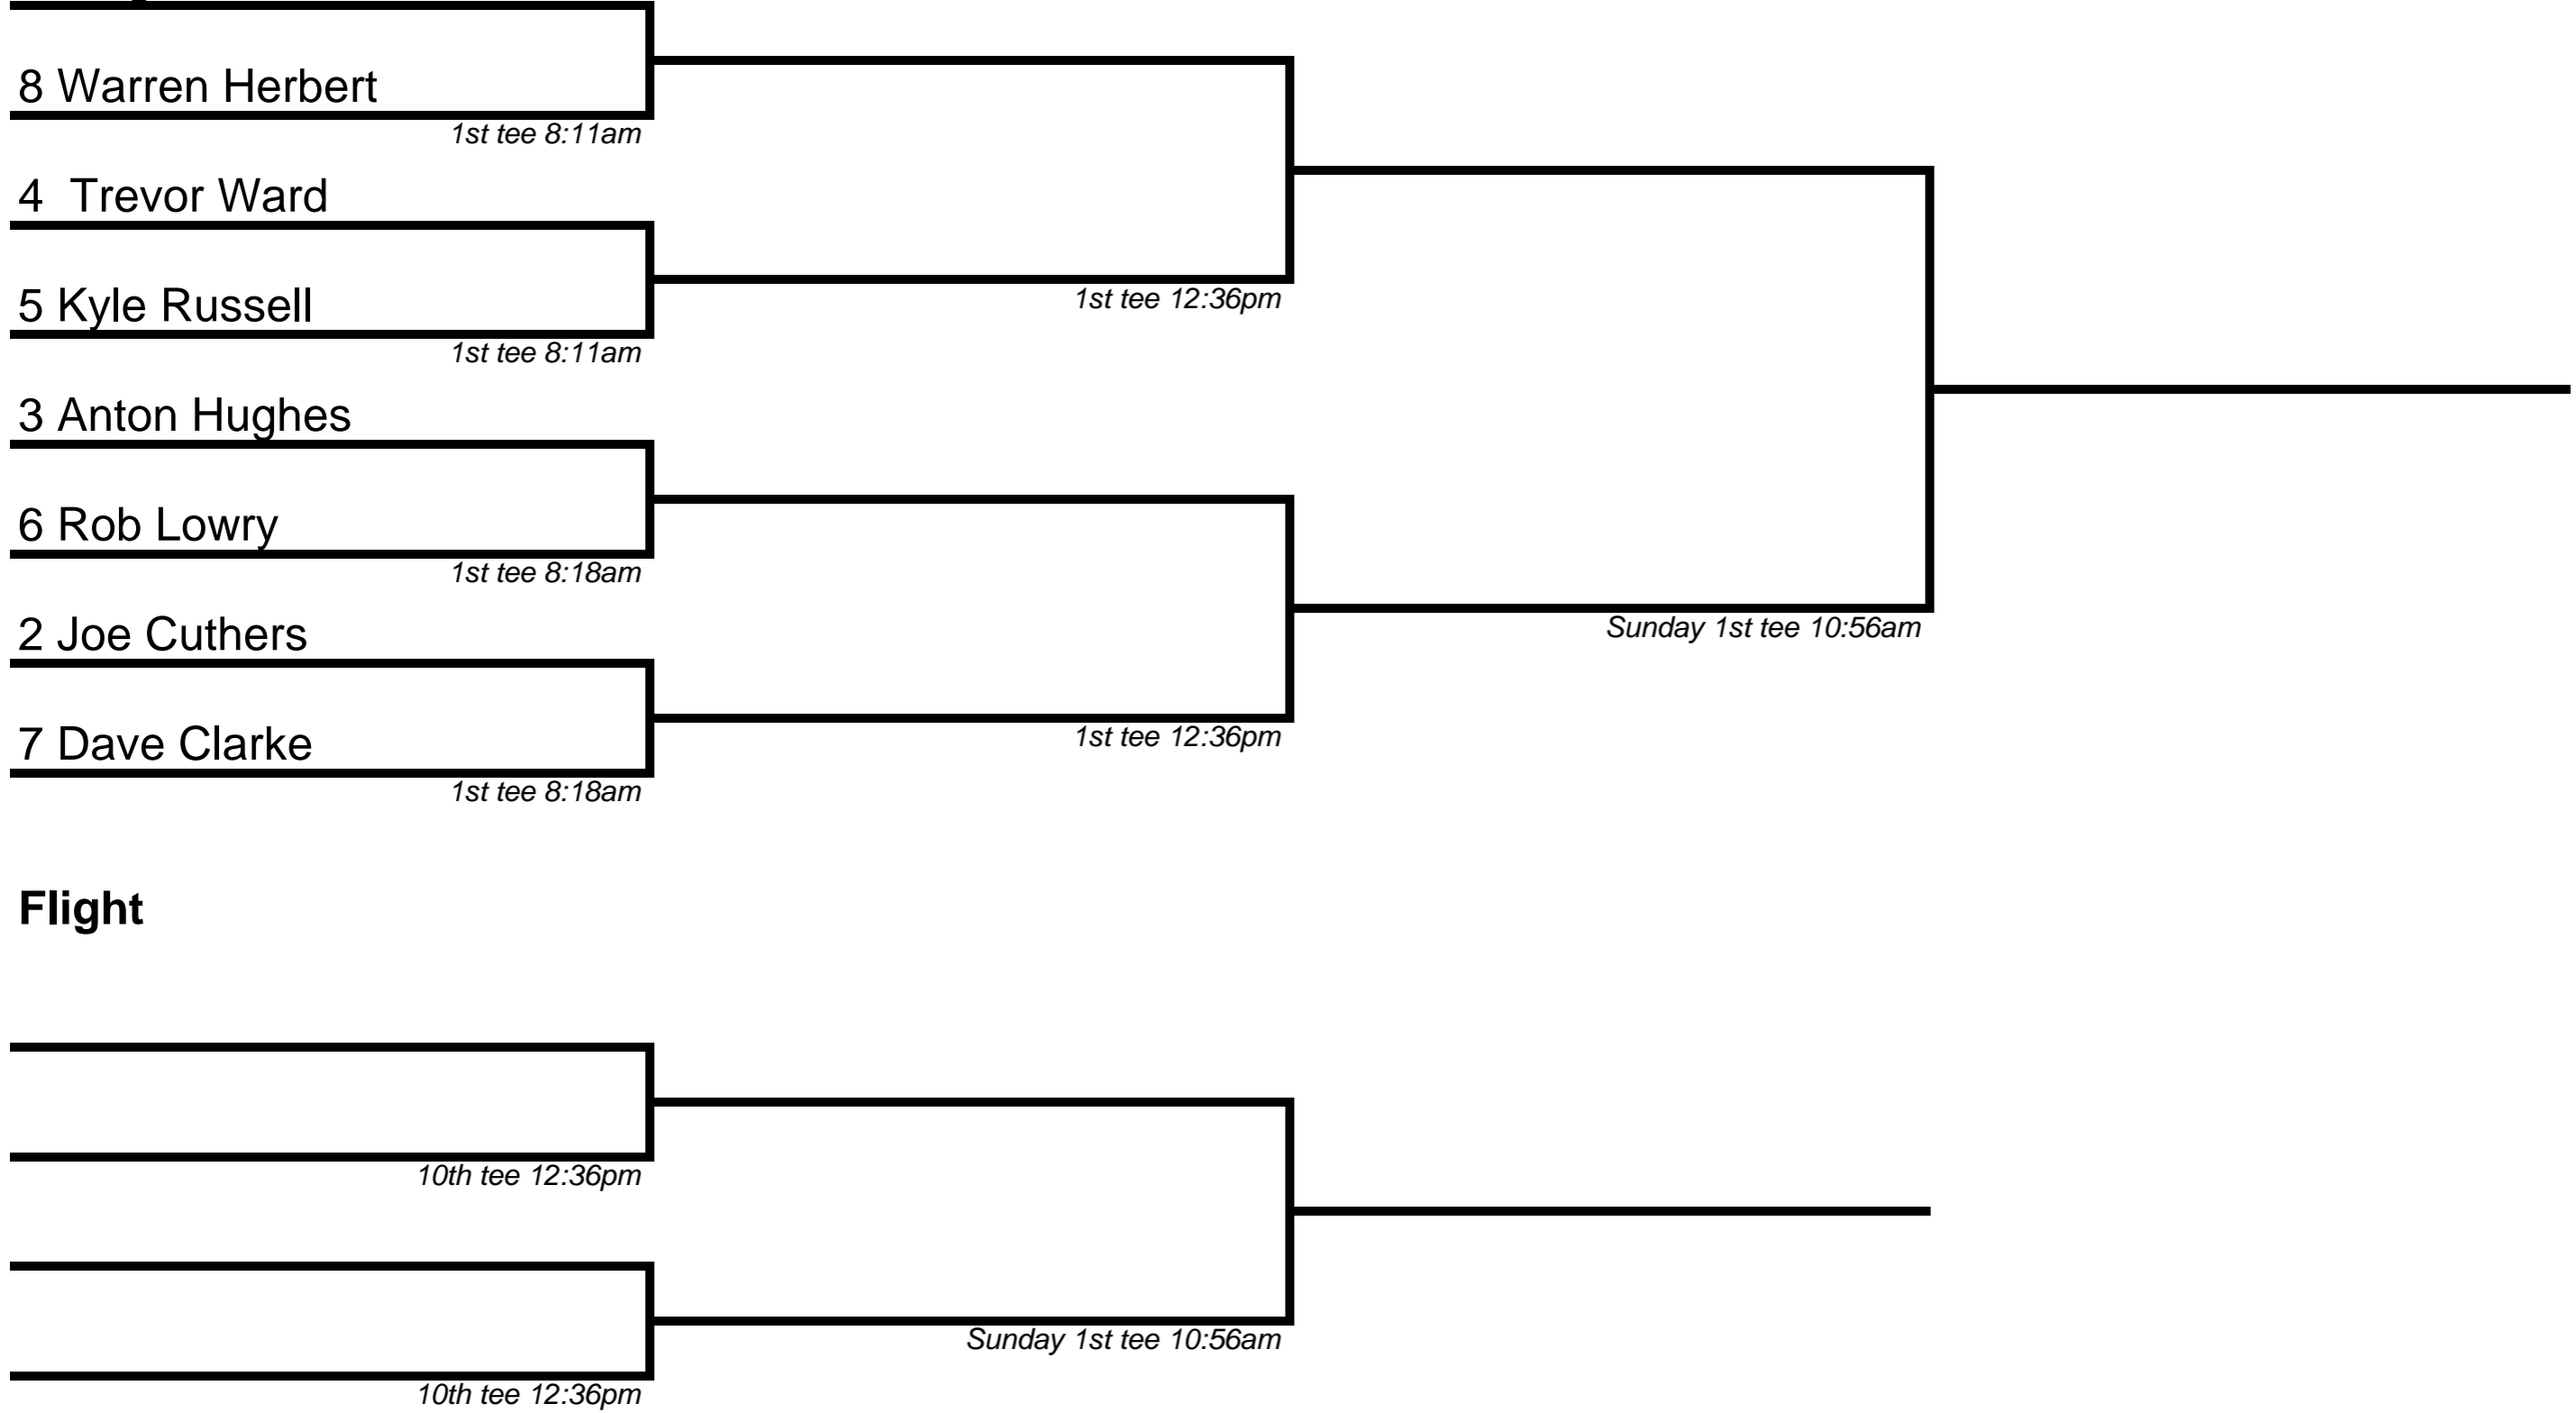 8 Warren Herbert
1st tee 8:11am
4  Trevor Ward
5 Kyle Russell
1st tee 12:36pm
1st tee 8:11am
3 Anton Hughes
6 Rob Lowry
1st tee 8:18am
2 Joe Cuthers
Sunday 1st tee 10:56am
7 Dave Clarke
1st tee 12:36pm
1st tee 8:18am
Flight
10th tee 12:36pm
Sunday 1st tee 10:56am
10th tee 12:36pm